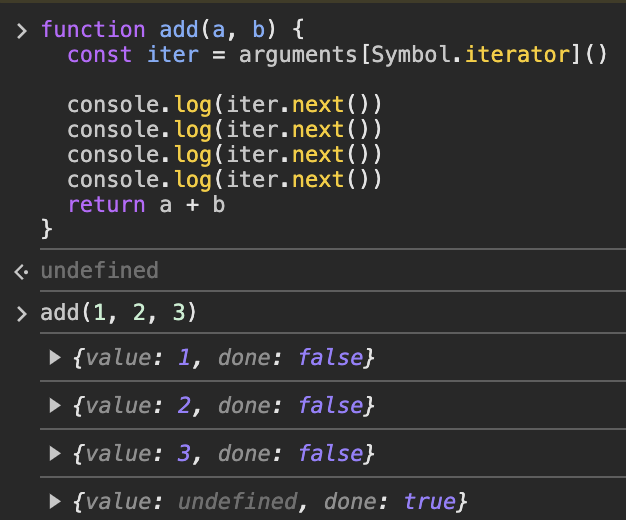 function add(a, b) {
const iter = arguments[Symbol.iterator]()
console.log(iter.next())
console.log(iter.next())
console.log(iter.next())
console.log(iter.next())
return a + b
}
undefined
add(1, 2, 3)
{value: 1, done: false}
{value: 2, done: false}
{value: 3, done: false}
{value: undefined, done: true}